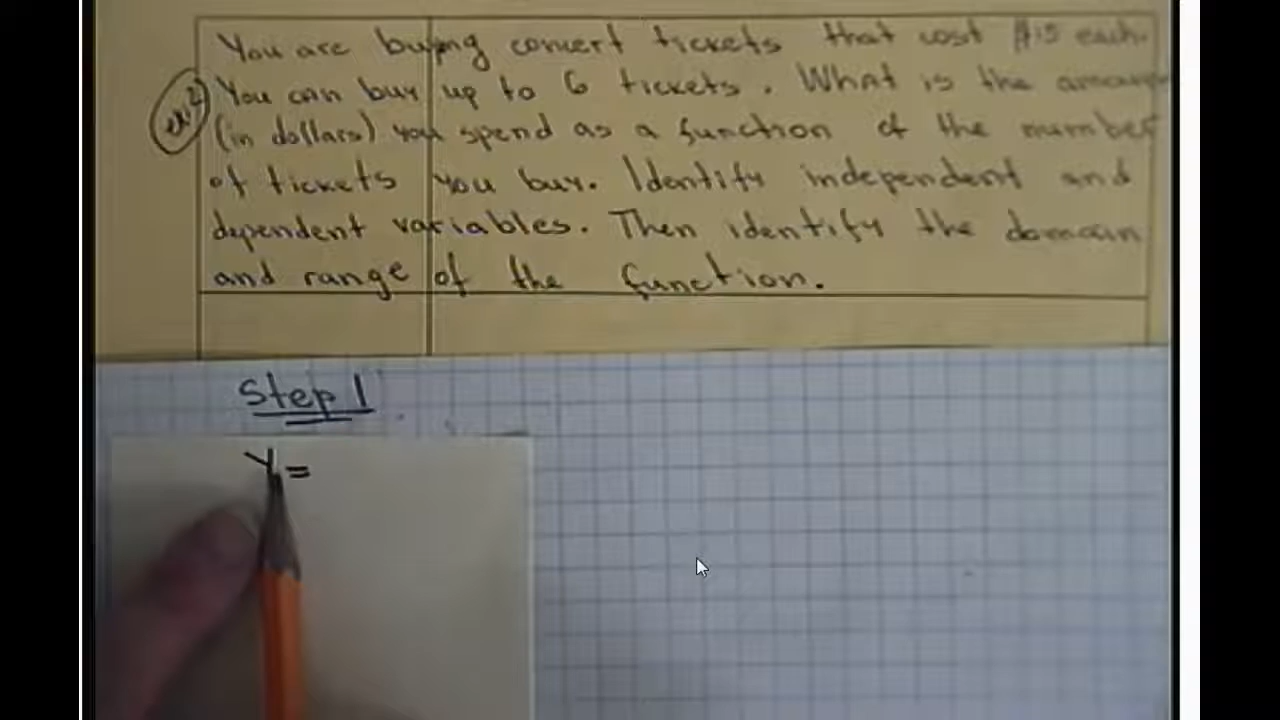 You are buying concert tickets that cost $15 each.
ex 2
You can buy up to 6 tickets. What is the amount
(in dollars) you spend as a function of the number
of tickets you buy. Identify independent and
dependent variables. Then identify the domain
and range of the function.
Step 1
Y =